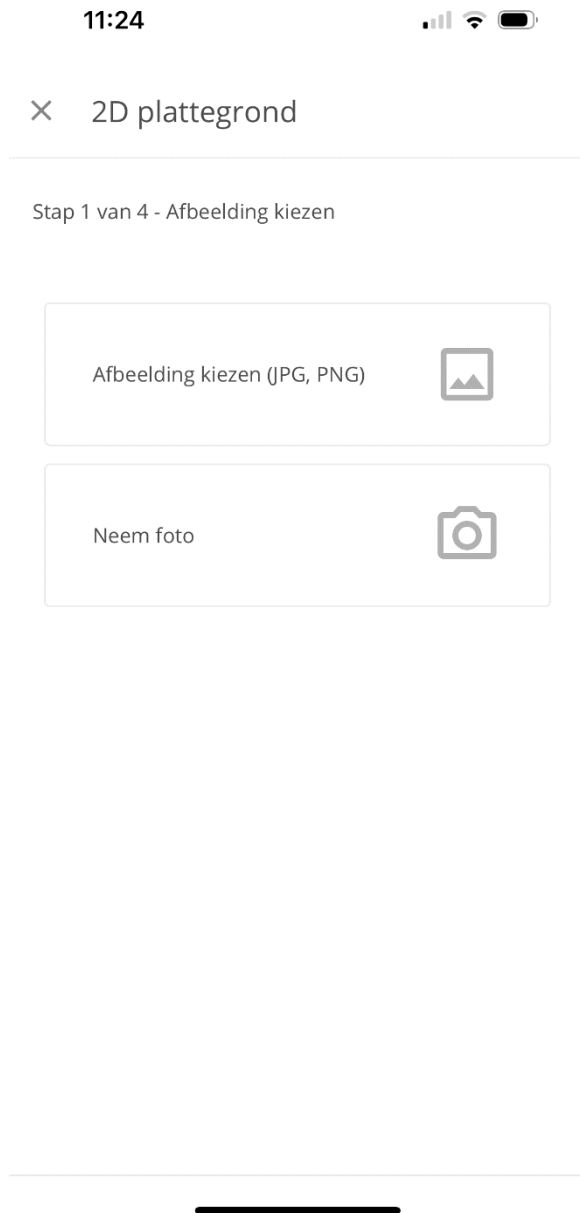 11:24
2D plattegrond
Stap 1 van 4 - Afbeelding kiezen
Afbeelding kiezen (JPG, PNG)
Neem foto